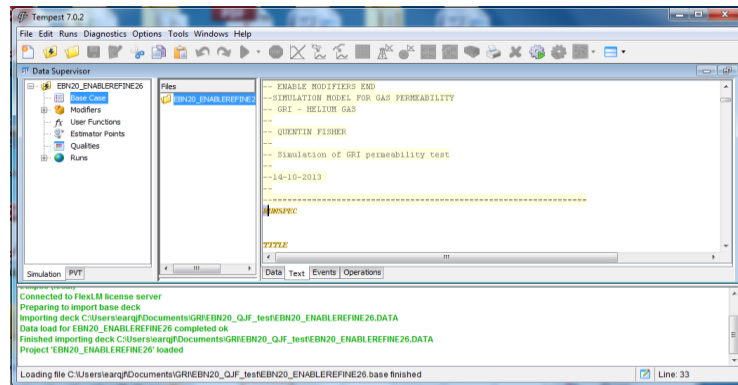 Tempest 7.0.2
File Edit Runs Diagnostics Options Tools Windows Help
Data Supervisor
EBN20_ENABLEREFINE26
Base Case
Modifiers
fx User Functions
Estimator Points
Qualities
Runs
Simulation PVT
Files
EBN20_ENABLEREFINE2
-- ENABLE MODIFIERS END
--SIMULATION MODEL FOR GAS PERMEABILITY
-- GRI - HELIUM GAS
--
-- QUENTIN FISHER
--
-- Simulation of GRI permeability test
--
--14-10-2013
--
--------------------------------------------------------------
RUNSPEC
TITLE
Data Text Events Operations
Connected to FlexLM license server
Preparing to import base deck
Importing deck C:\Users\earqjf\Documents\GRI\EBN20_QJF_test\EBN20_ENABLEREFINE26.DATA
Data load for EBN20_ENABLEREFINE26 completed ok
Finished importing deck C:\Users\earqjf\Documents\GRI\EBN20_QJF_test\EBN20_ENABLEREFINE26.DATA
Project 'EBN20_ENABLEREFINE26' loaded
Loading file C:\Users\earqjf\Documents\GRI\EBN20_QJF_test\EBN20_ENABLEREFINE26.base finished
Line: 33